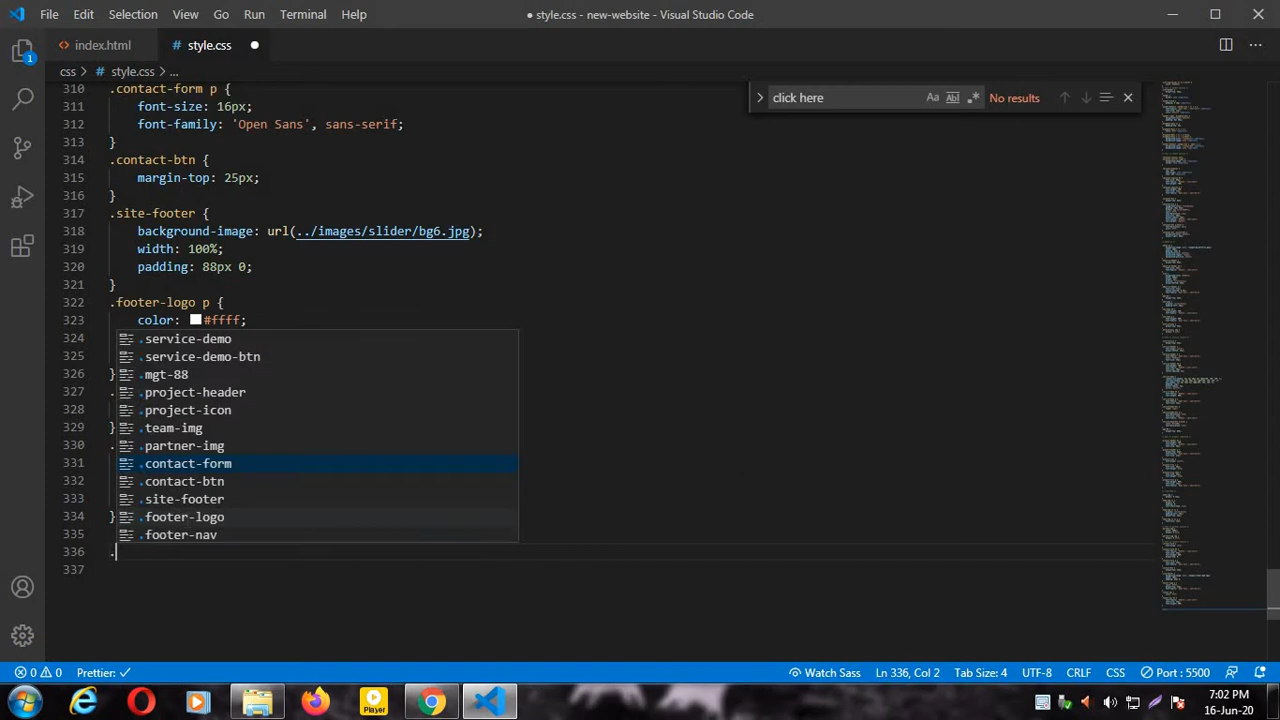 File Edit Selection View Go Run Terminal Help
● style.css - new-website - Visual Studio Code
1
index.html
# style.css
css > # style.css > ...
click here
Aa ab .* No results
310 .contact-form p {
311 font-size: 16px;
312 font-family: 'Open Sans', sans-serif;
313 }
314 .contact-btn {
315 margin-top: 25px;
316 }
317 .site-footer {
318 background-image: url(../images/slider/bg6.jpg);
319 width: 100%;
320 padding: 88px 0;
321 }
322 .footer-logo p {
323 color: #ffff;
324 .service-demo
325 .service-demo-btn
326 } .mgt-88
327 .project-header
328 .project-icon
329 } .team-img
330 .partner-img
331 .contact-form
332 .contact-btn
333 .site-footer
334 } .footer-logo
335 .footer-nav
336 .
337
0 0 Prettier: ✓
Watch Sass Ln 336, Col 2 Tab Size: 4 UTF-8 CRLF CSS Port : 5500
Player
7:02 PM
16-Jun-20